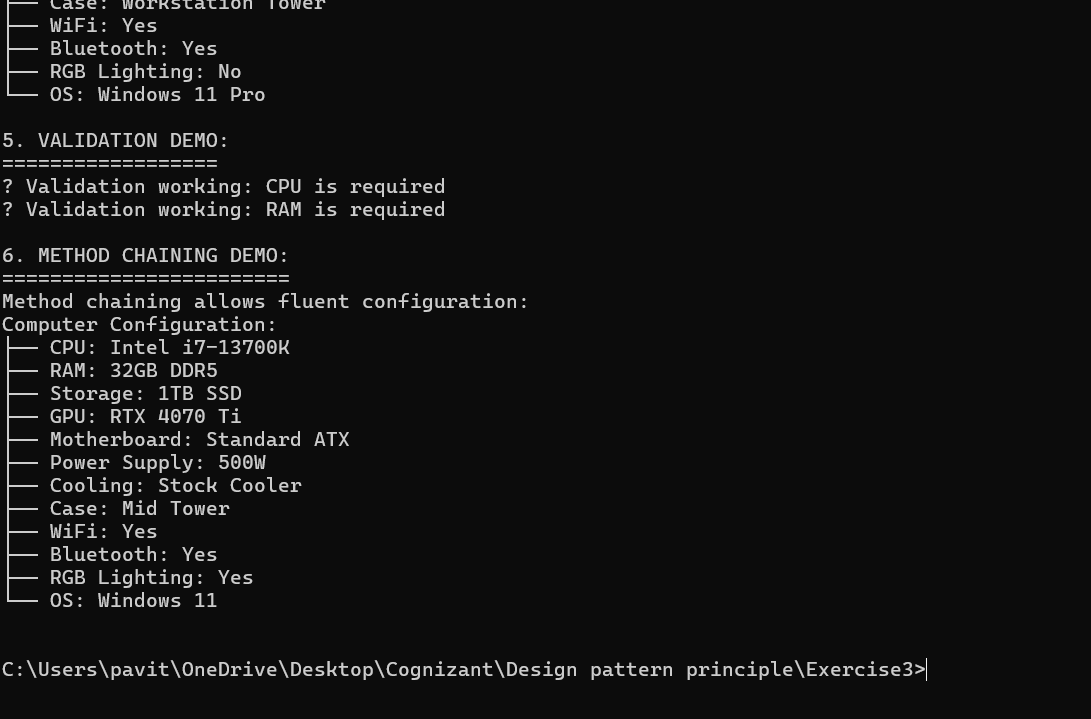 ├── Case: Workstation Tower
├── WiFi: Yes
├── Bluetooth: Yes
├── RGB Lighting: No
└── OS: Windows 11 Pro
5. VALIDATION DEMO:
==================
? Validation working: CPU is required
? Validation working: RAM is required
6. METHOD CHAINING DEMO:
========================
Method chaining allows fluent configuration:
Computer Configuration:
├── CPU: Intel i7-13700K
├── RAM: 32GB DDR5
├── Storage: 1TB SSD
├── GPU: RTX 4070 Ti
├── Motherboard: Standard ATX
├── Power Supply: 500W
├── Cooling: Stock Cooler
├── Case: Mid Tower
├── WiFi: Yes
├── Bluetooth: Yes
├── RGB Lighting: Yes
└── OS: Windows 11
C:\Users\pavit\OneDrive\Desktop\Cognizant\Design pattern principle\Exercise3>